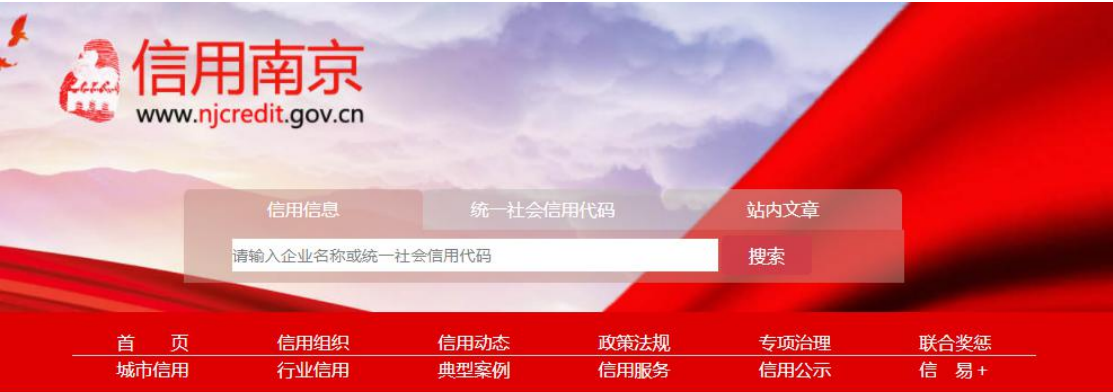 信用南京
www.njcredit.gov.cn
信用信息 统一社会信用代码 站内文章
请输入企业名称或统一社会信用代码 搜索
首 页 信用组织 信用动态 政策法规 专项治理 联合奖惩
城市信用 行业信用 典型案例 信用服务 信用公示 信 易+